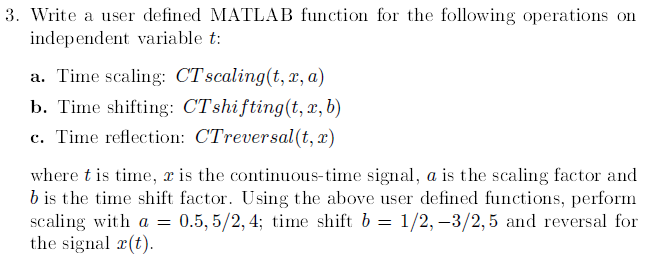 3. Write a user defined MATLAB function for the following operations on
independent variable t:
a. Time scaling: CTscaling(t, x, a)
b. Time shifting: CTshifting(t, x, b)
c. Time reflection: CTreversal(t, x)
where t is time, x is the continuous-time signal, a is the scaling factor and
b is the time shift factor. Using the above user defined functions, perform
scaling with a = 0.5, 5/2, 4; time shift b = 1/2, −3/2, 5 and reversal for
the signal x(t).